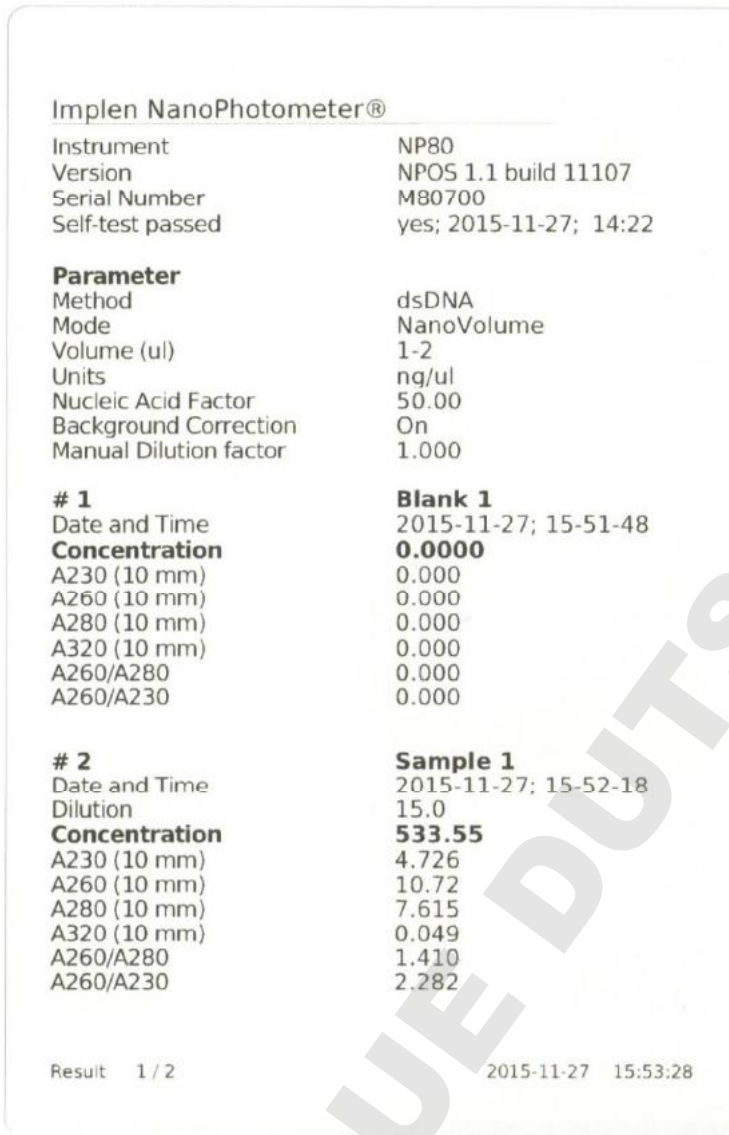 Implen NanoPhotometer®
Instrument NP80
Version NPOS 1.1 build 11107
Serial Number M80700
Self-test passed yes; 2015-11-27; 14:22
Parameter
Method dsDNA
Mode NanoVolume
Volume (ul) 1-2
Units ng/ul
Nucleic Acid Factor 50.00
Background Correction On
Manual Dilution factor 1.000
# 1 Blank 1
Date and Time 2015-11-27; 15-51-48
Concentration 0.0000
A230 (10 mm) 0.000
A260 (10 mm) 0.000
A280 (10 mm) 0.000
A320 (10 mm) 0.000
A260/A280 0.000
A260/A230 0.000
# 2 Sample 1
Date and Time 2015-11-27; 15-52-18
Dilution 15.0
Concentration 533.55
A230 (10 mm) 4.726
A260 (10 mm) 10.72
A280 (10 mm) 7.615
A320 (10 mm) 0.049
A260/A280 1.410
A260/A230 2.282
Result 1 / 2 2015-11-27 15:53:28
UE DUTS